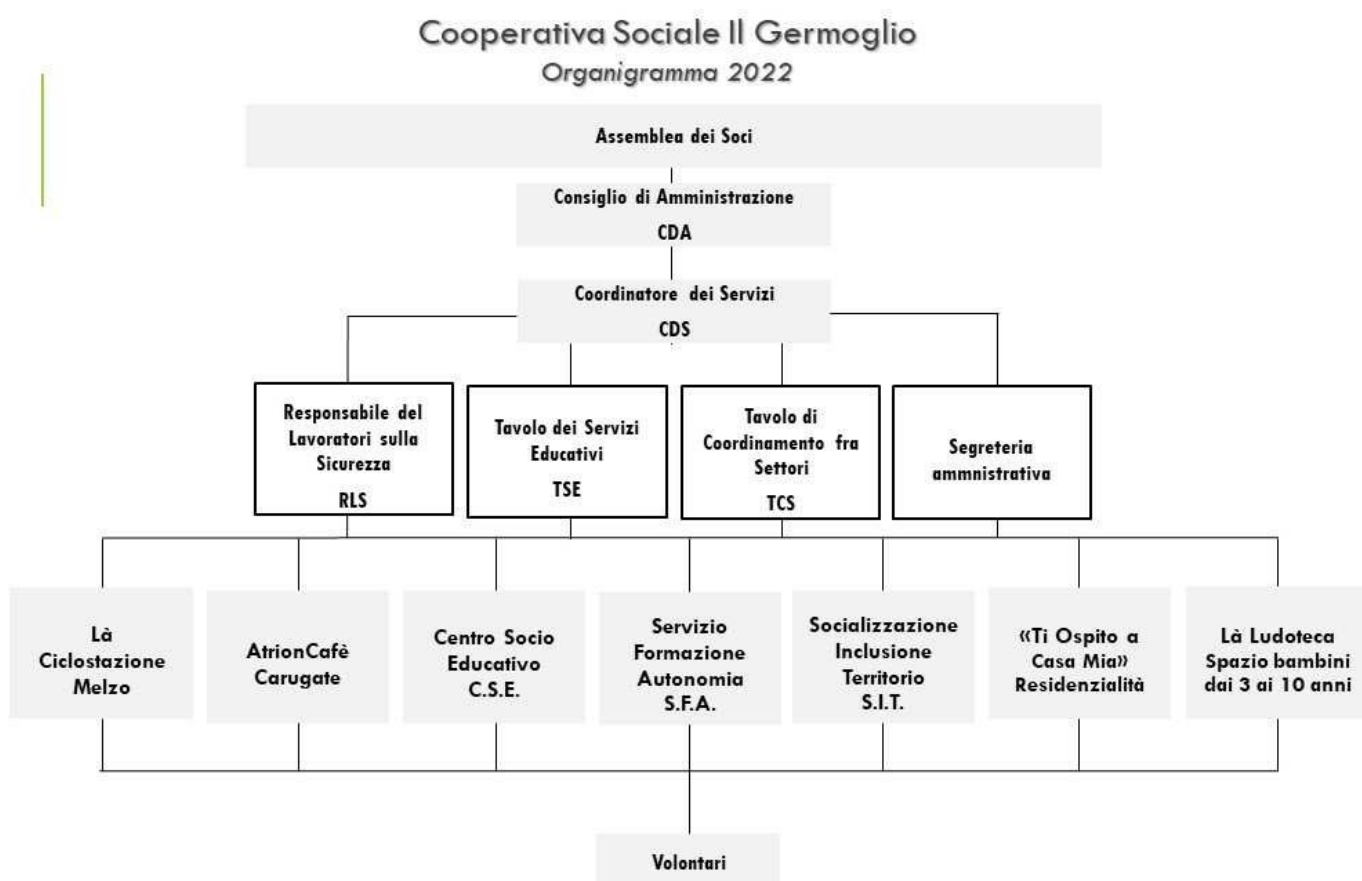 Cooperativa Sociale Il Germoglio
Organigramma 2022
Assemblea dei Soci
Consiglio di Amministrazione
CDA
Coordinatore dei Servizi
CDS
Responsabile del
Lavoratori sulla
Sicurezza
RLS
Tavolo dei Servizi
Educativi
TSE
Tavolo di
Coordinamento fra
Settori
TCS
Segreteria
ammnistrativa
Là
Ciclostazione
Melzo
AtrionCafè
Carugate
Centro Socio
Educativo
C.S.E.
Servizio
Formazione
Autonomia
S.F.A.
Socializzazione
Inclusione
Territorio
S.I.T.
«Ti Ospito a
Casa Mia»
Residenzialità
Là Ludoteca
Spazio bambini
dai 3 ai 10 anni
Volontari